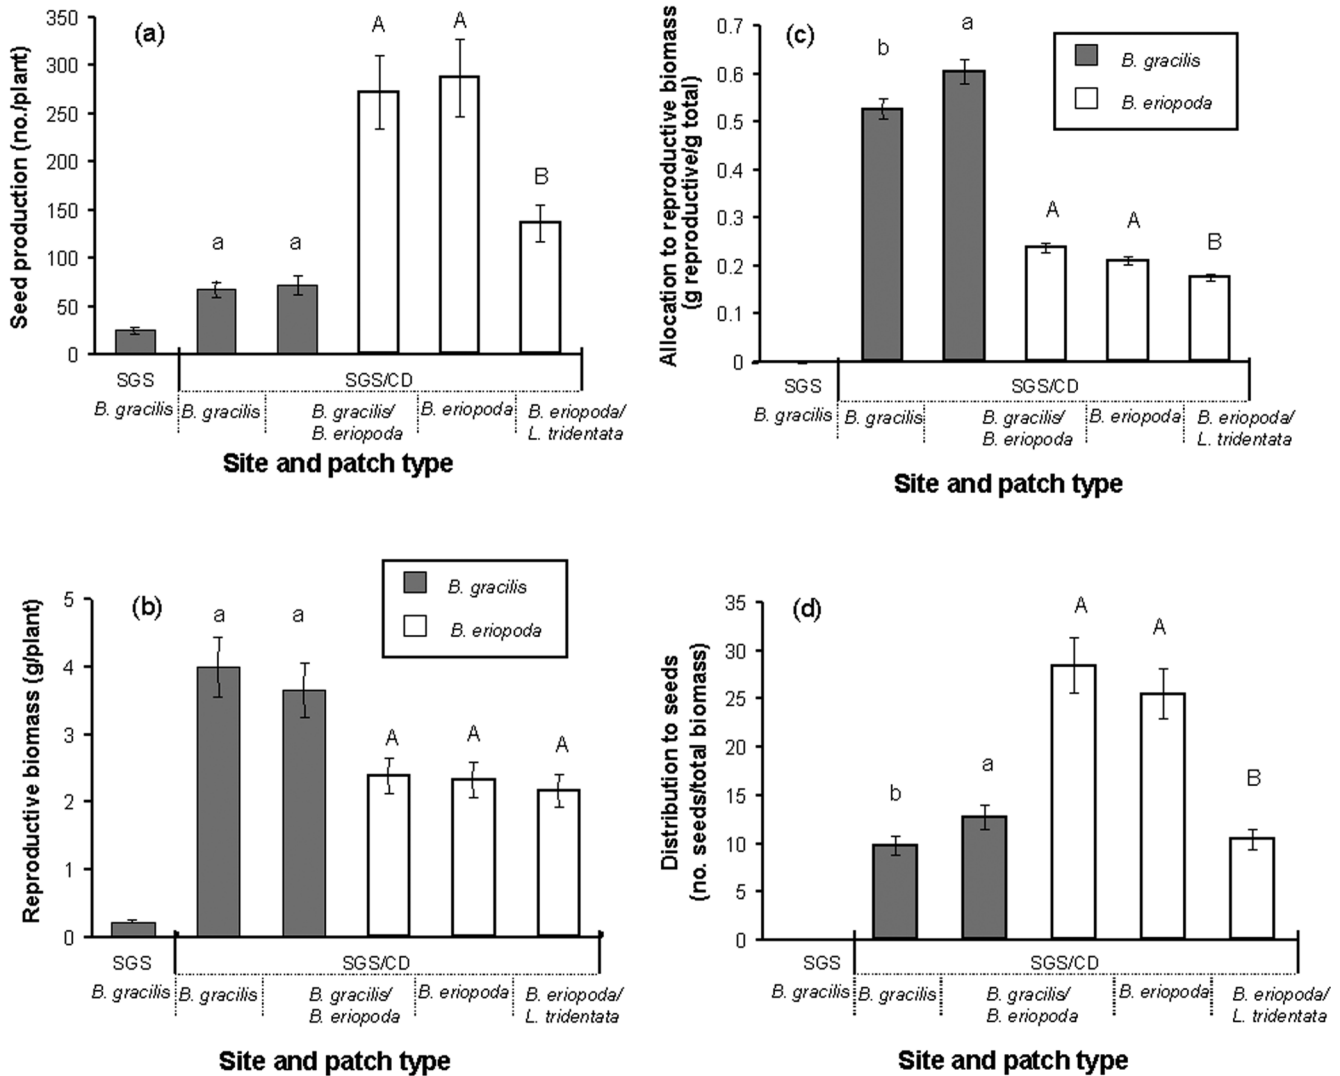 (a)
Seed production (no./plant)
350
300
250
200
150
100
50
0
A
A
B
a
a
SGS
SGS/CD
B. gracilis
B. gracilis
B. gracilis/
B. eriopoda
B. eriopoda
B. eriopoda/
L. tridentata
Site and patch type
(c)
Allocation to reproductive biomass
(g reproductive/g total)
0.7
0.6
0.5
0.4
0.3
0.2
0.1
0
b
a
A
A
B
B. gracilis
B. eriopoda
SGS
SGS/CD
B. gracilis
B. gracilis
B. gracilis/
B. eriopoda
B. eriopoda
B. eriopoda/
L. tridentata
Site and patch type
(b)
Reproductive biomass (g/plant)
5
4
3
2
1
0
a
a
A
A
A
B. gracilis
B. eriopoda
SGS
SGS/CD
B. gracilis
B. gracilis
B. gracilis/
B. eriopoda
B. eriopoda
B. eriopoda/
L. tridentata
Site and patch type
(d)
Distribution to seeds
(no. seeds/total biomass)
35
30
25
20
15
10
5
0
b
a
A
A
B
SGS
SGS/CD
B. gracilis
B. gracilis
B. gracilis/
B. eriopoda
B. eriopoda
B. eriopoda/
L. tridentata
Site and patch type